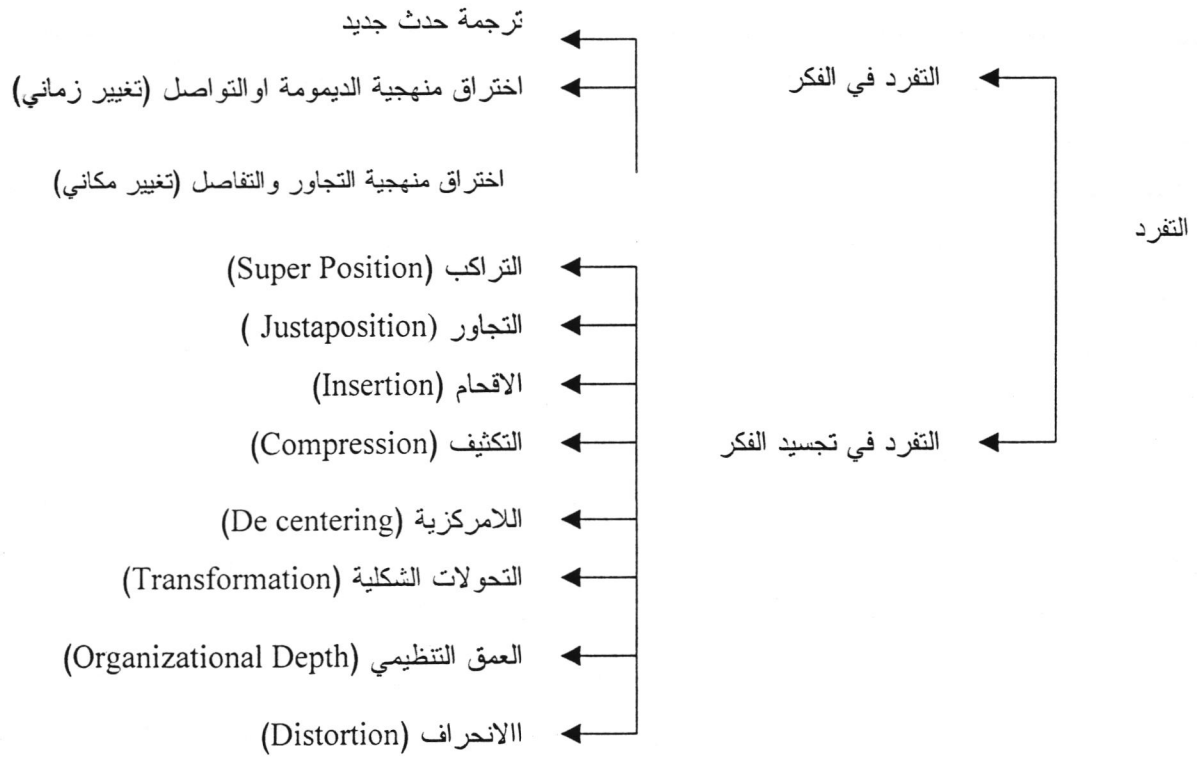 التفرد
التفرد في الفكر
ترجمة حدث جديد
اختراق منهجية الديمومة اوالتواصل (تغيير زماني)
اختراق منهجية التجاور والتفاصل (تغيير مكاني)
التفرد في تجسيد الفكر
التراكب (Super Position)
التجاور (Justaposition )
الاقحام (Insertion)
التكثيف (Compression)
اللامركزية (De centering)
التحولات الشكلية (Transformation)
العمق التنظيمي (Organizational Depth)
االانحراف (Distortion)